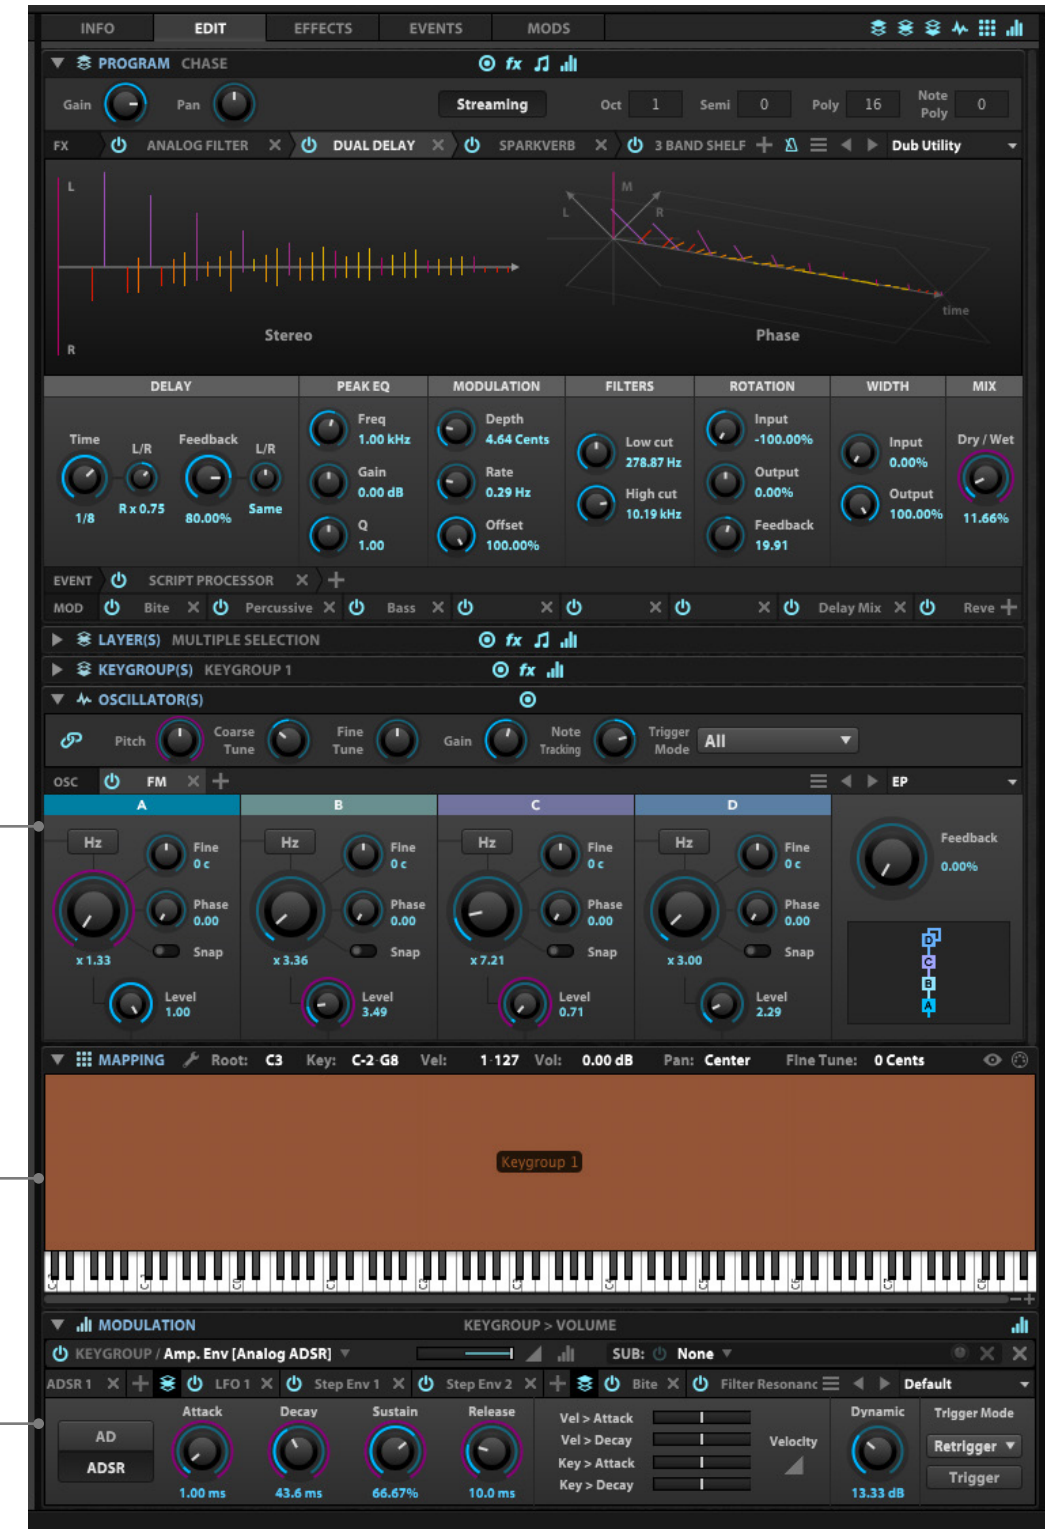 INFO EDIT EFFECTS EVENTS MODS
PROGRAM CHASE fx
Gain Pan Streaming Oct 1 Semi 0 Poly 16 Note Poly 0
FX ANALOG FILTER DUAL DELAY SPARKVERB 3 BAND SHELF Dub Utility
L
M
L R
time
Stereo Phase
R
DELAY PEAK EQ MODULATION FILTERS ROTATION WIDTH MIX
Freq Depth Input
Time L/R Feedback L/R 1.00 kHz 4.64 Cents Low cut -100.00% Input Dry / Wet
278.87 Hz 0.00%
Gain Rate Output
0.00 dB 0.29 Hz High cut 0.00% Output
1/8 R x 0.75 80.00% Same 10.19 kHz 100.00% 11.66%
Q Offset Feedback
1.00 100.00% 19.91
EVENT SCRIPT PROCESSOR
MOD Bite Percussive Bass Delay Mix Reve
LAYER(S) MULTIPLE SELECTION fx
KEYGROUP(S) KEYGROUP 1 fx
OSCILLATOR(S)
Pitch Coarse Tune Fine Tune Gain Note Tracking Trigger Mode All
OSC FM EP
A B C D
Hz Fine Hz Fine Hz Fine Hz Fine Feedback
0 c 0 c 0 c 0 c 0.00%
Phase Phase Phase Phase
0.00 0.00 0.00 0.00
x 1.33 Snap x 3.36 Snap x 7.21 Snap x 3.00 Snap
D
C
B
A
Level Level Level Level
1.00 3.49 0.71 2.29
MAPPING Root: C3 Key: C-2 G8 Vel: 1 127 Vol: 0.00 dB Pan: Center Fine Tune: 0 Cents
Keygroup 1
C-1 C0 C1 C2 C3 C4 C5 C6 C7 C8
MODULATION KEYGROUP > VOLUME
KEYGROUP / Amp. Env [Analog ADSR] SUB: None
ADSR 1 LFO 1 Step Env 1 Step Env 2 Bite Filter Resonanc Default
Attack Decay Sustain Release Vel > Attack Dynamic Trigger Mode
AD Vel > Decay Velocity Retrigger
ADSR Key > Attack Trigger
1.00 ms 43.6 ms 66.67% 10.0 ms Key > Decay 13.33 dB